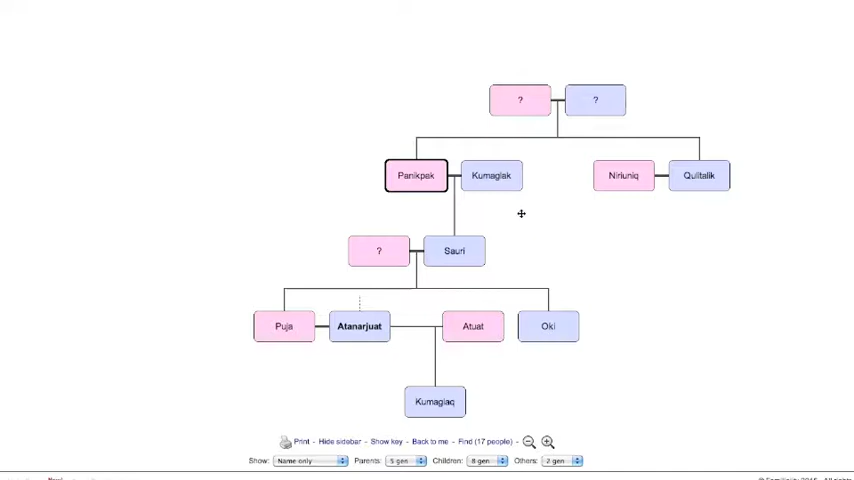 ? ?
Panikpak Kumaglak Niriuniq Qulitalik
? Sauri
Puja Atanarjuat Atuat Oki
Kumaglaq
Print - Hide sidebar - Show key - Back to me - Find (17 people) -
Show: Name only Parents: 5 gen Children: 8 gen Others: 2 gen